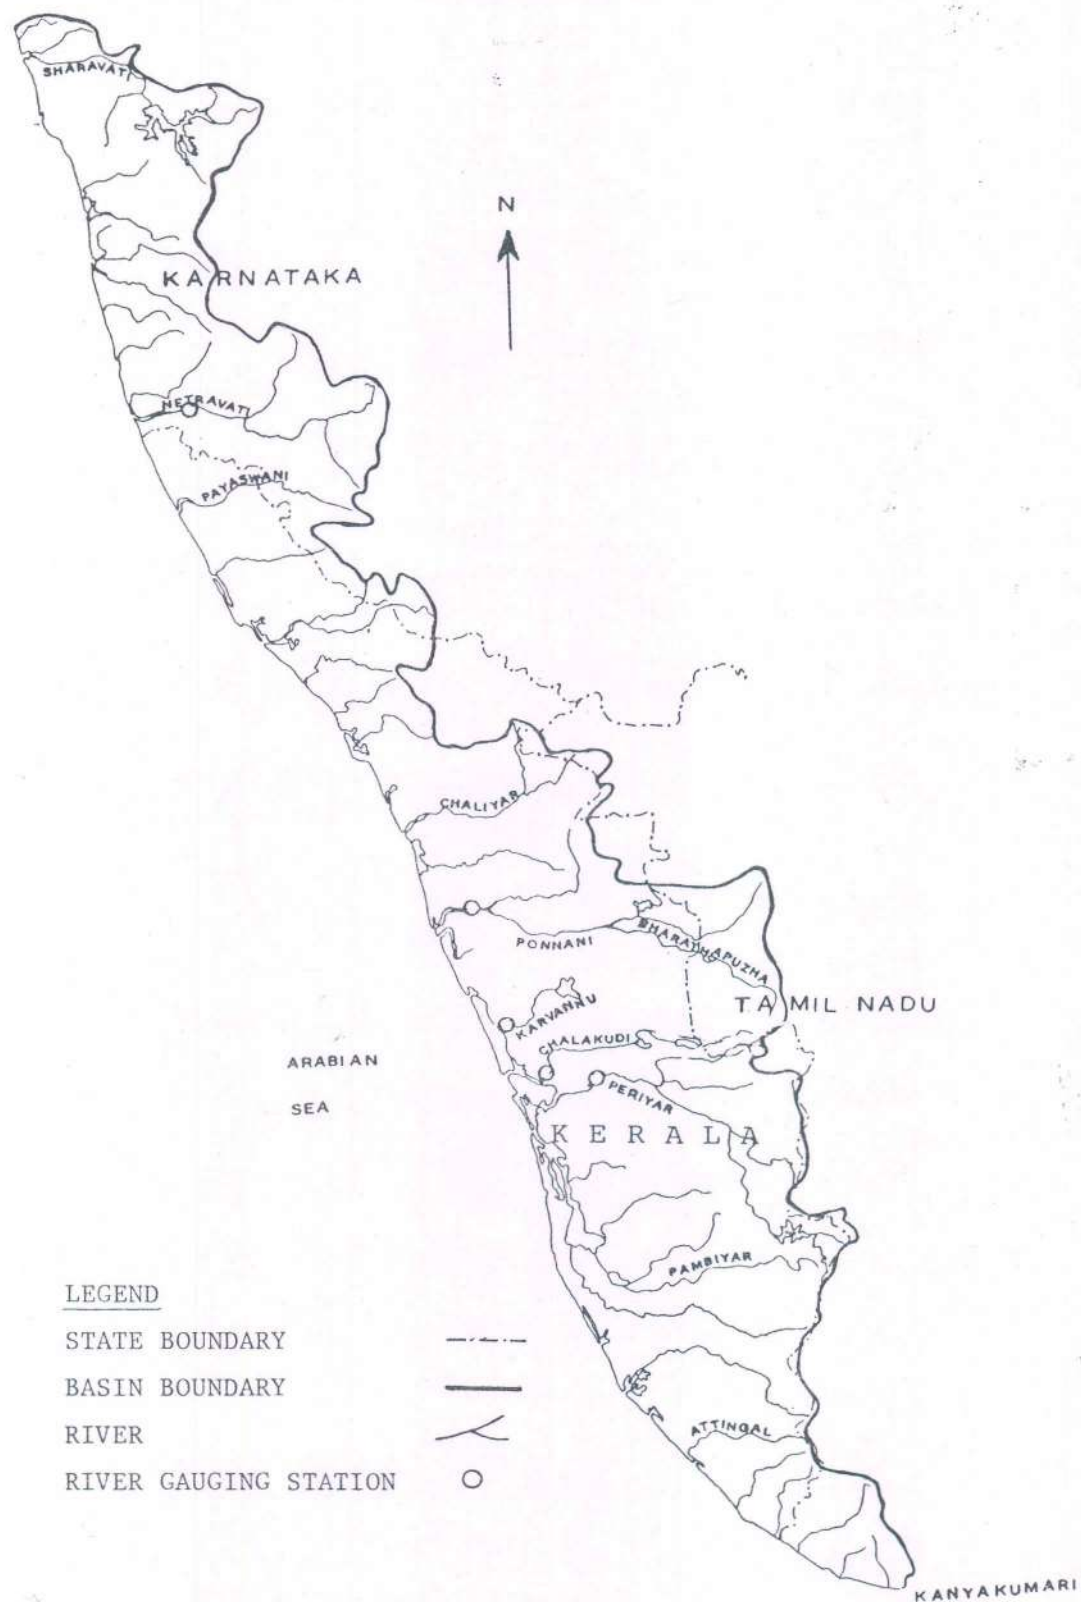 SHARAVATI
N
KARNATAKA
NETRAVATI
PAYASWANI
CHALIYAR
PONNANI
BHARATHAPUZHA
TAMIL NADU
KARVANNU
CHALAKUDI
ARABIAN
SEA
PERIYAR
KERALA
PAMBIYAR
LEGEND
STATE BOUNDARY
BASIN BOUNDARY
RIVER
RIVER GAUGING STATION
ATTINGAL
KANYAKUMARI